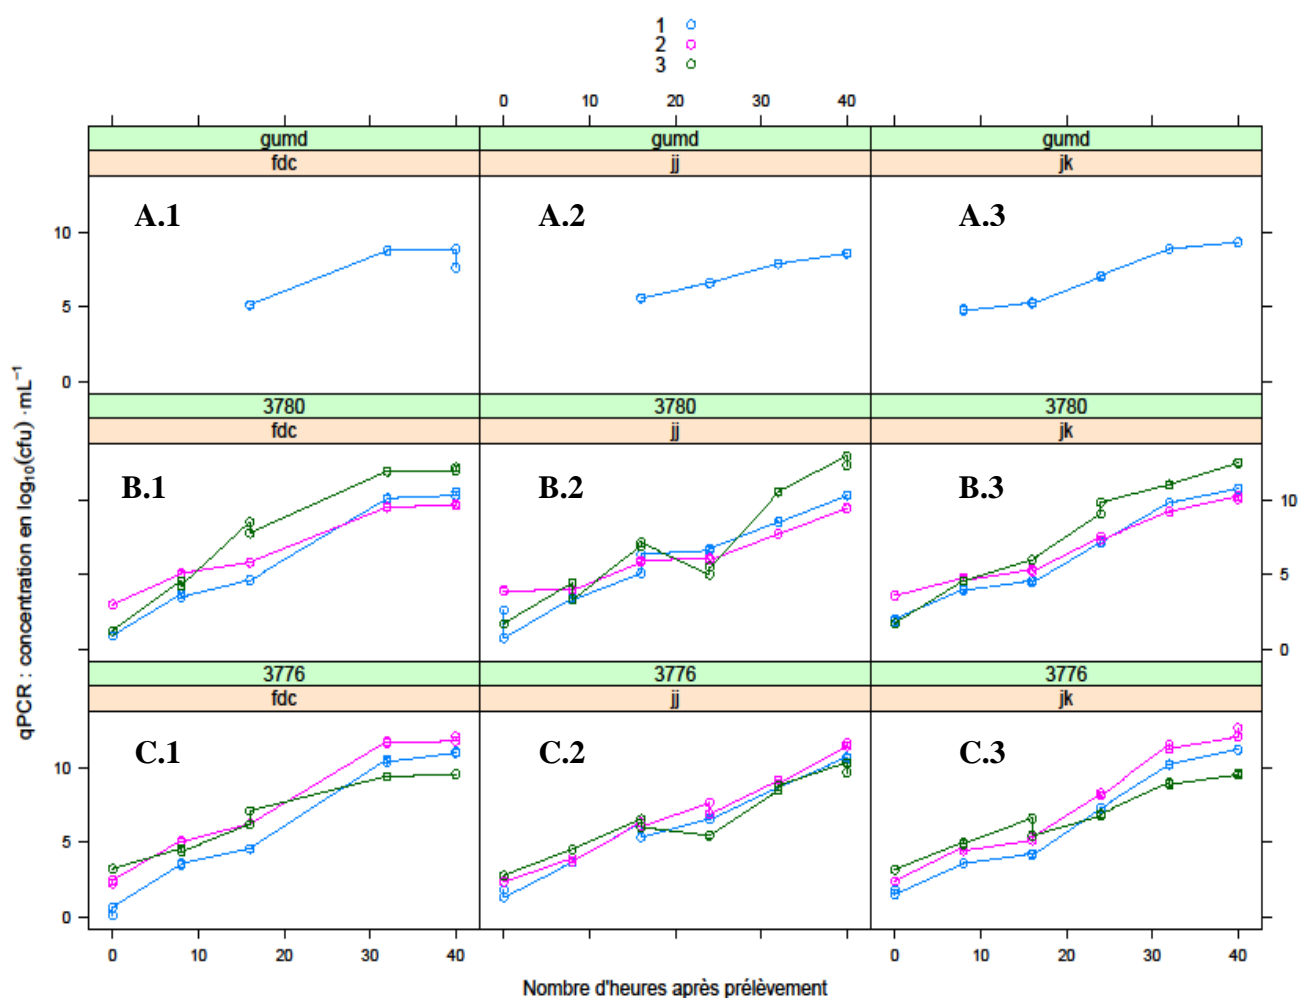 1
2
3
0 10 20 30 40
gumd gumd gumd
fdc jj jk
A.1 A.2 A.3
10
5
0
3780 3780 3780
fdc jj jk
B.1 B.2 B.3
10
5
0
3776 3776 3776
fdc jj jk
C.1 C.2 C.3
10
5
0
0 10 20 30 40 0 10 20 30 40
Nombre d'heures après prélèvement
qPCR : concentration en log₁₀(cfu) · mL⁻¹